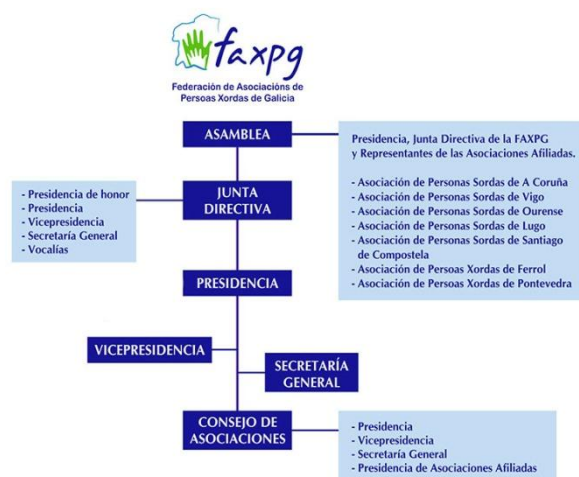 faxpg
Federación de Asociacións de
Persoas Xordas de Galicia
ASAMBLEA
Presidencia, Junta Directiva de la FAXPG
y Representantes de las Asociaciones Afiliadas.
- Asociación de Personas Sordas de A Coruña
- Asociación de Personas Sordas de Vigo
- Asociación de Personas Sordas de Ourense
- Asociación de Personas Sordas de Lugo
- Asociación de Personas Sordas de Santiago
de Compostela
- Asociación de Persoas Xordas de Ferrol
- Asociación de Persoas Xordas de Pontevedra
JUNTA
DIRECTIVA
- Presidencia de honor
- Presidencia
- Vicepresidencia
- Secretaría General
- Vocalías
PRESIDENCIA
VICEPRESIDENCIA
SECRETARÍA
GENERAL
CONSEJO DE
ASOCIACIONES
- Presidencia
- Vicepresidencia
- Secretaría General
- Presidencia de Asociaciones Afiliadas